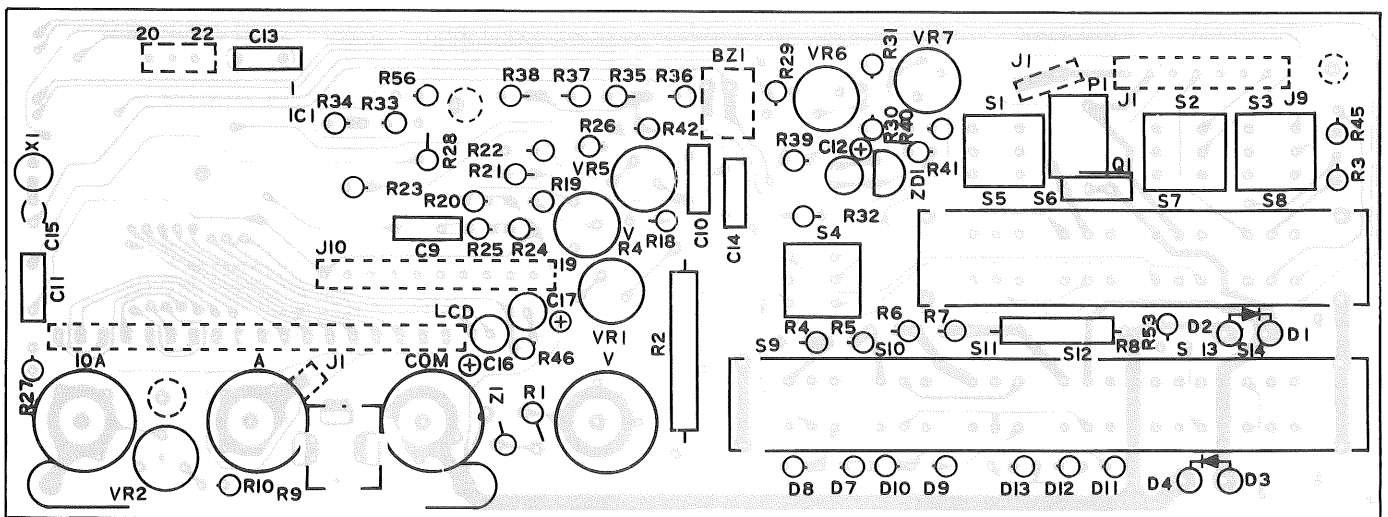 20 22 C13
R56 R38 R37 R35 R36 BZ1 R29 VR6 R31 VR7 J1 P1 J1 S2 S3 J9
I
IC1 R34 R33 R28 R26 R42 R30 R40 S1 R45
X1 R22 R39 C12 R41 Q1 R3
R21 VR5 ZD1
R23 R20 R19 R32 S5 S6 S7 S8
C15 C9 R25 R24 V R18 C10 C14 S4
J10 I9 R4
C11 LCD C17
VR1 R2 R4 R5 R6 R7 R8 R53 D2 D1
R46 S9 S10 S11 S12 S 13 S14
10A A J1 COM C16 V
R27 Z1 R1
VR2 R10 R9 D8 D7 D10 D9 D13 D12 D11 D4 D3